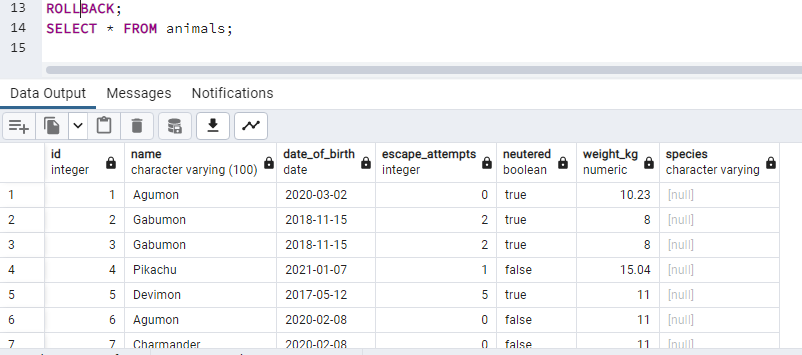 13 ROLLBACK;
14 SELECT * FROM animals;
15
Data Output Messages Notifications
id name date_of_birth escape_attempts neutered weight_kg species
integer character varying (100) date integer boolean numeric character varying
1 1 Agumon 2020-03-02 0 true 10.23 [null]
2 2 Gabumon 2018-11-15 2 true 8 [null]
3 3 Gabumon 2018-11-15 2 true 8 [null]
4 4 Pikachu 2021-01-07 1 false 15.04 [null]
5 5 Devimon 2017-05-12 5 true 11 [null]
6 6 Agumon 2020-02-08 0 false 11 [null]
7 7 Charmander 2020-02-08 0 false 11 [null]